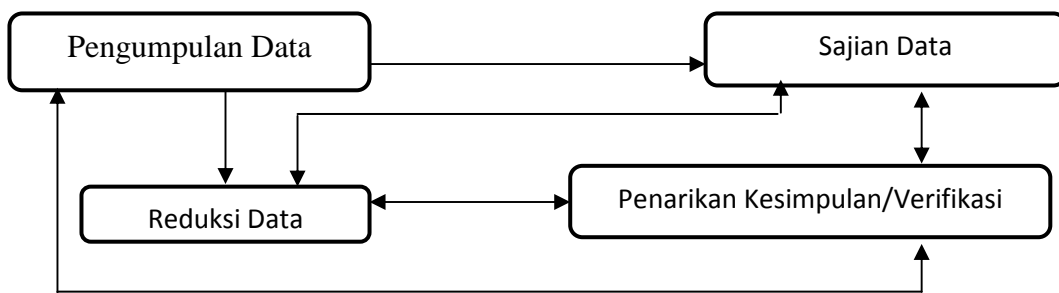 Pengumpulan Data
Sajian Data
Reduksi Data
Penarikan Kesimpulan/Verifikasi